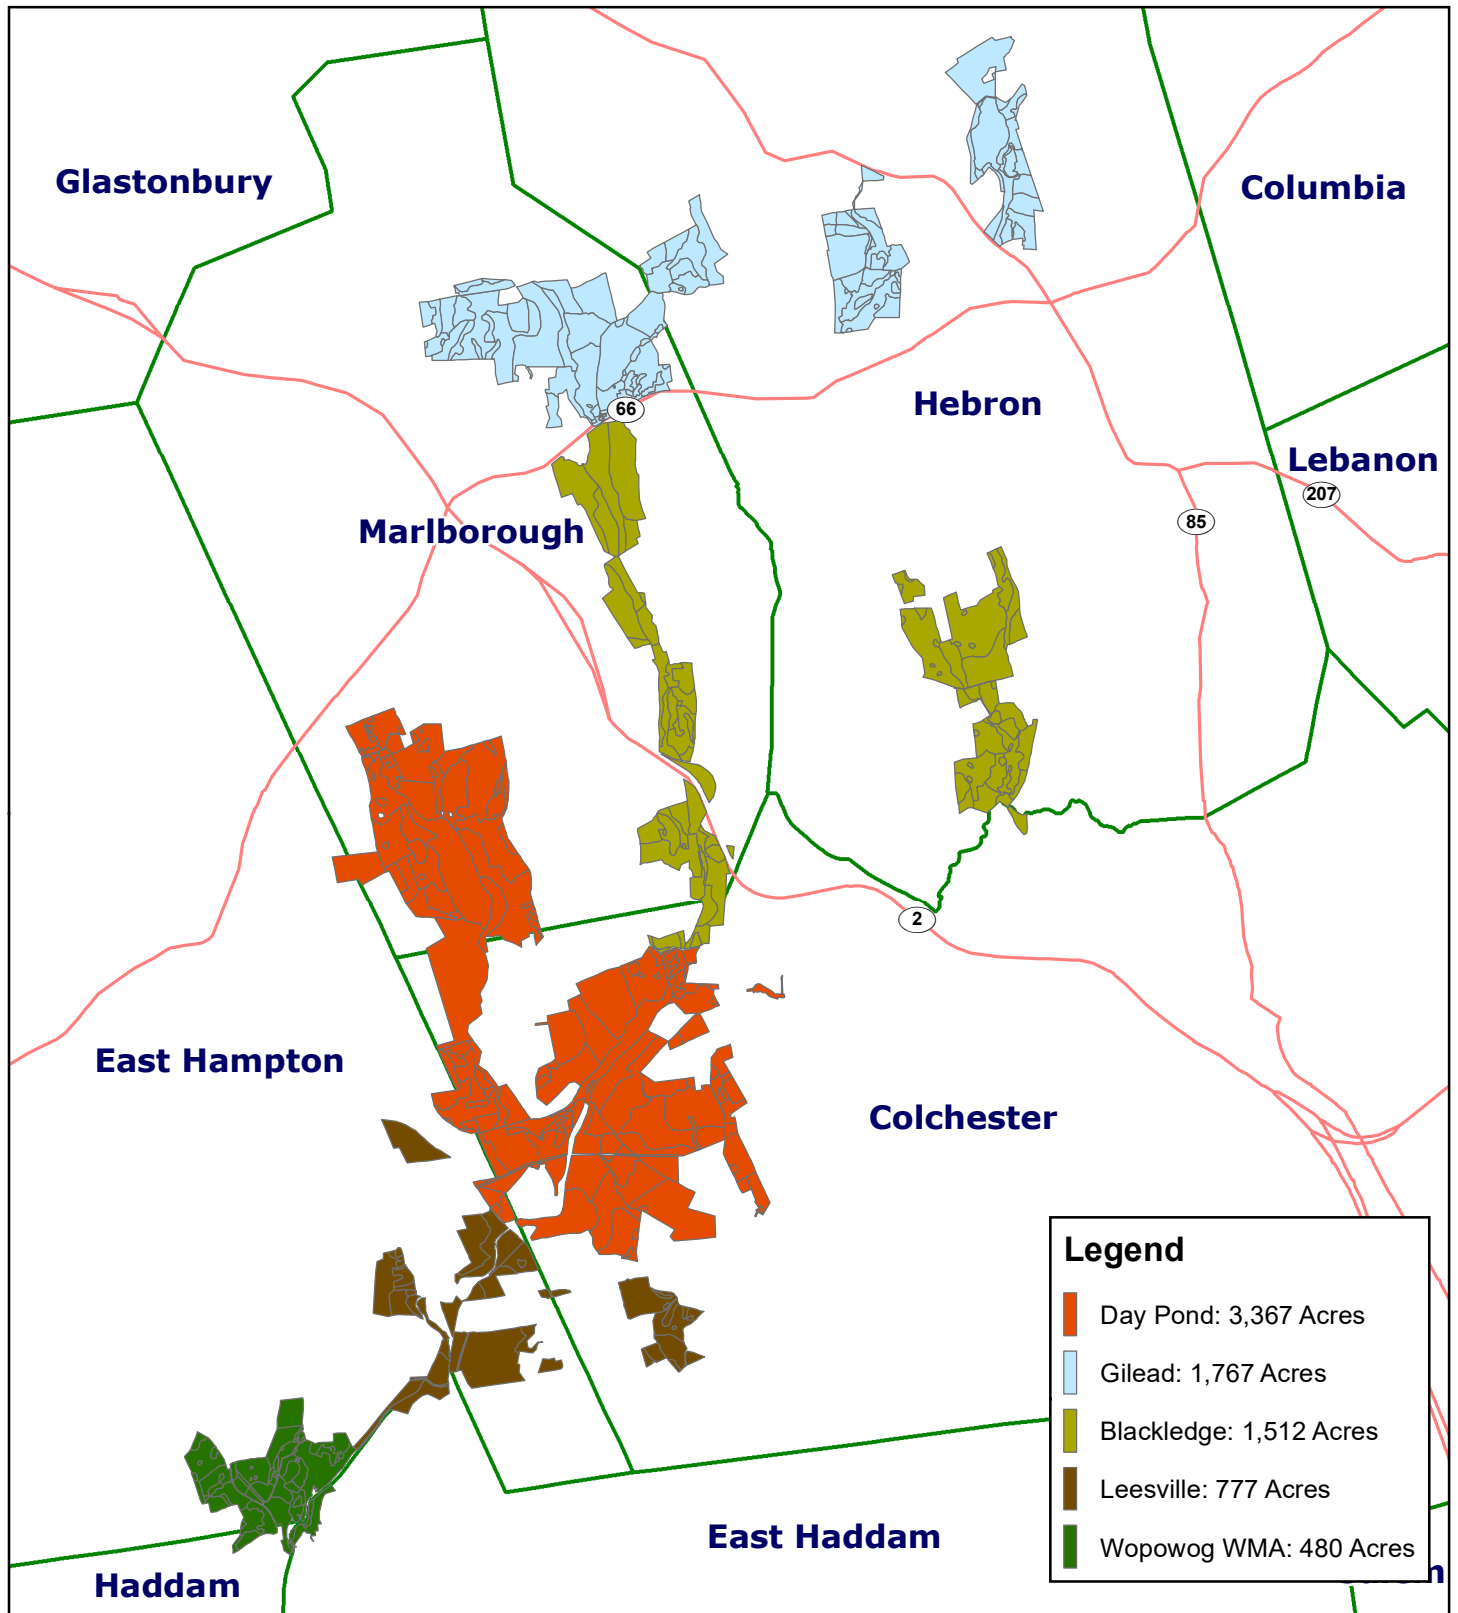 Glastonbury
Columbia
66
Hebron
Lebanon
207
85
Marlborough
2
East Hampton
Colchester
Legend
Day Pond: 3,367 Acres
Gilead: 1,767 Acres
Blackledge: 1,512 Acres
Leesville: 777 Acres
Wopowog WMA: 480 Acres
East Haddam
Haddam